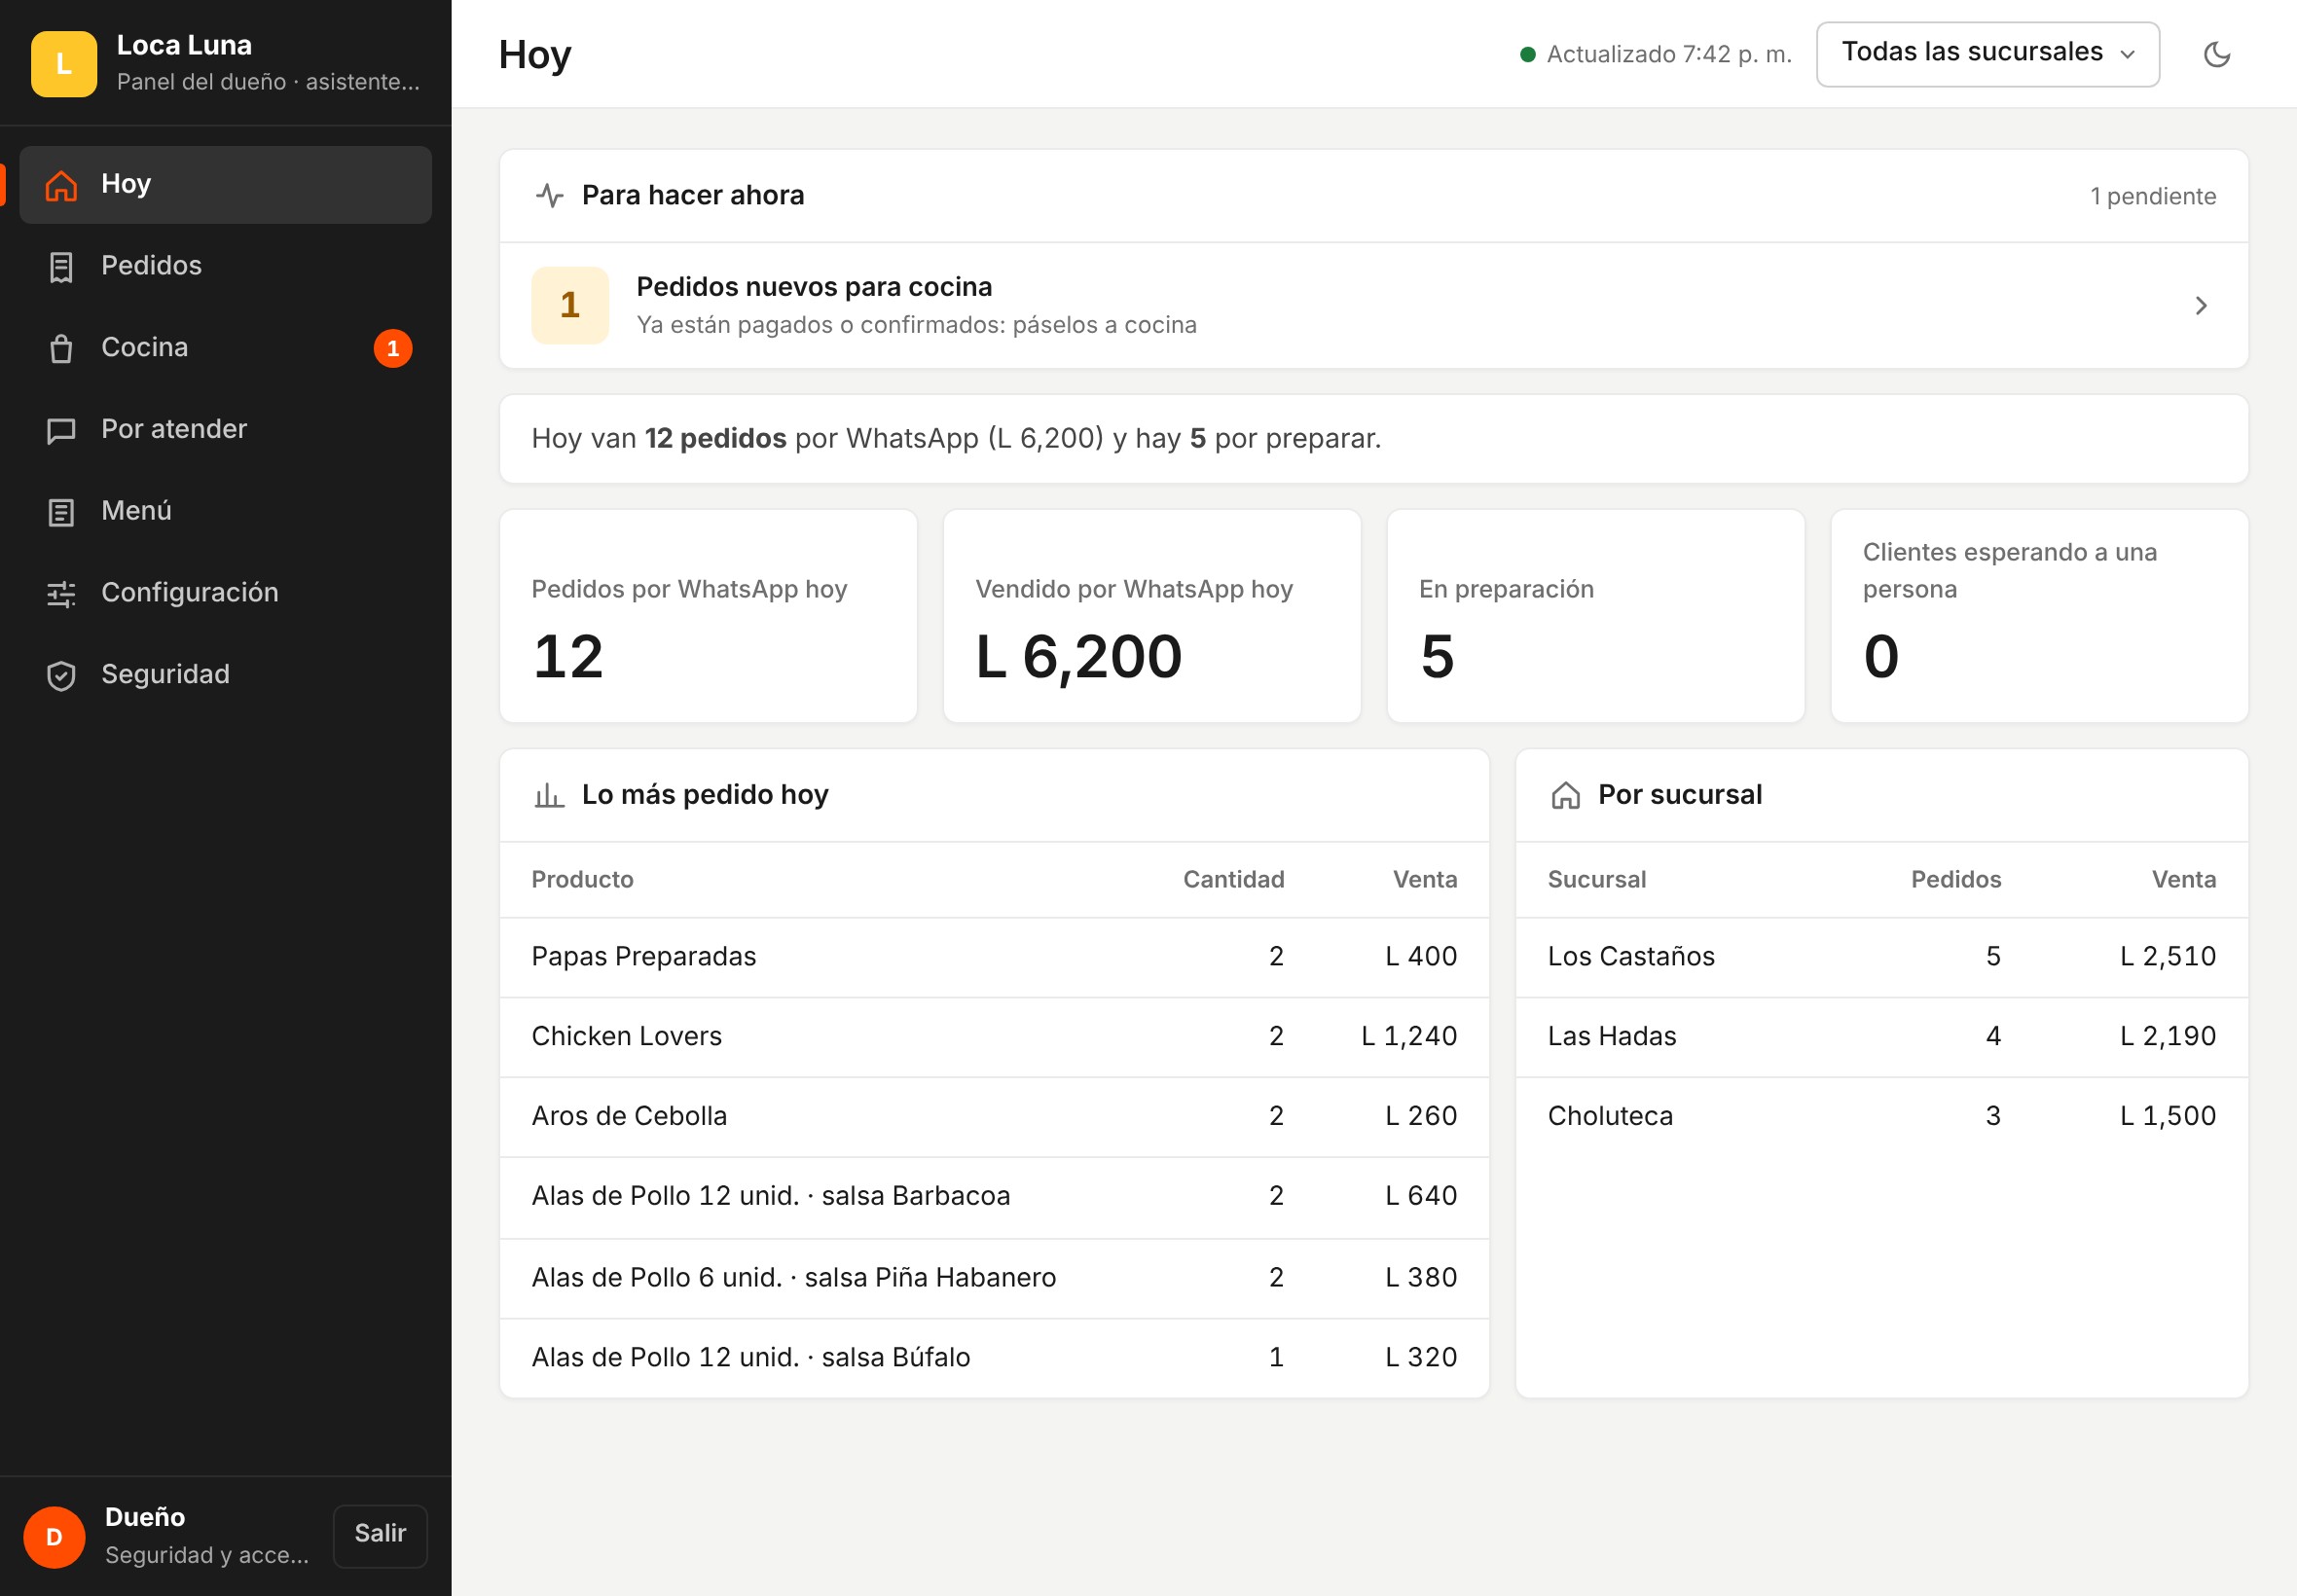 L
Loca Luna
Panel del dueño · asistente...
Hoy
Pedidos
Cocina
1
Por atender
Menú
Configuración
Seguridad
D
Dueño
Seguridad y acce...
Salir
Hoy
Actualizado 7:42 p. m.
Todas las sucursales
Para hacer ahora
1 pendiente
1
Pedidos nuevos para cocina
Ya están pagados o confirmados: páselos a cocina
Hoy van 12 pedidos por WhatsApp (L 6,200) y hay 5 por preparar.
Pedidos por WhatsApp hoy
12
Vendido por WhatsApp hoy
L 6,200
En preparación
5
Clientes esperando a una
persona
0
Lo más pedido hoy
Producto Cantidad Venta
Papas Preparadas 2 L 400
Chicken Lovers 2 L 1,240
Aros de Cebolla 2 L 260
Alas de Pollo 12 unid. · salsa Barbacoa 2 L 640
Alas de Pollo 6 unid. · salsa Piña Habanero 2 L 380
Alas de Pollo 12 unid. · salsa Búfalo 1 L 320
Por sucursal
Sucursal Pedidos Venta
Los Castaños 5 L 2,510
Las Hadas 4 L 2,190
Choluteca 3 L 1,500